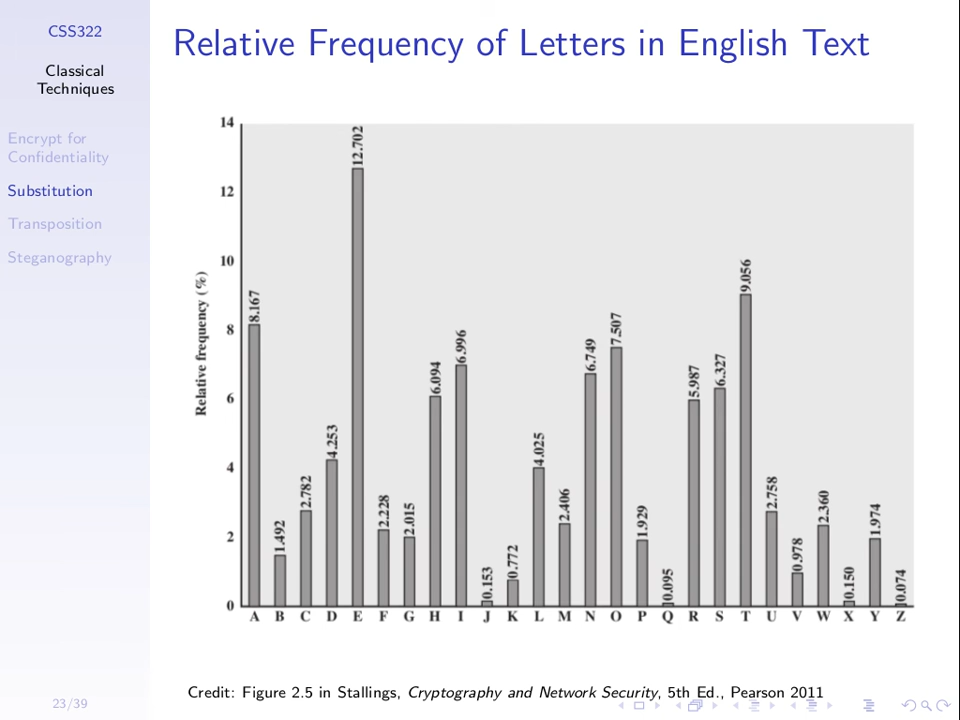 CSS322
Classical
Techniques
Encrypt for
Confidentiality
Substitution
Transposition
Steganography
23/39
Relative Frequency of Letters in English Text
Relative frequency (%)
14
12
10
8
6
4
2
0
8.167
1.492
2.782
4.253
12.702
2.228
2.015
6.094
6.996
0.153
0.772
4.025
2.406
6.749
7.507
1.929
0.095
5.987
6.327
9.056
2.758
0.978
2.360
0.150
1.974
0.074
A B C D E F G H I J K L M N O P Q R S T U V W X Y Z
Credit: Figure 2.5 in Stallings, Cryptography and Network Security, 5th Ed., Pearson 2011